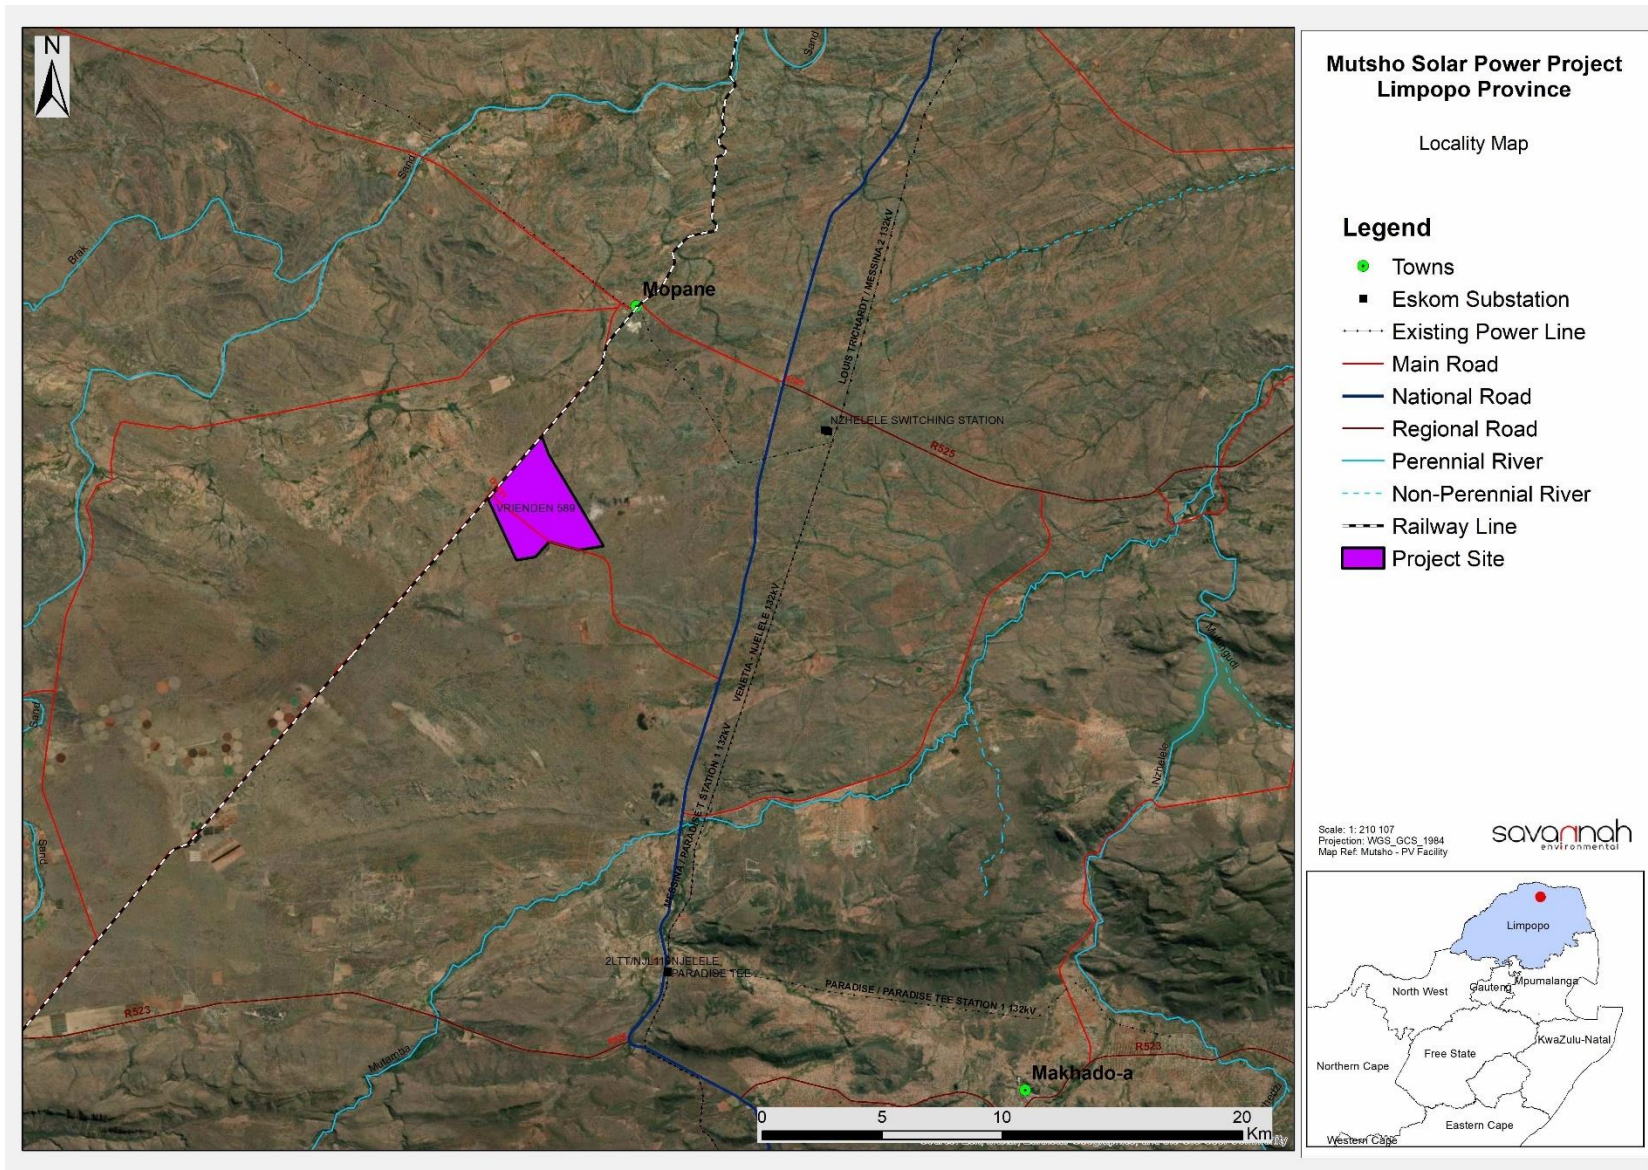 N
Sand
Sand
Brak
Mopane
LOUIS TRICHARDT / MESSINA 2 132kV
NZHELELE SWITCHING STATION
R525
VRIENDEN 589
Sand
Sand
VENETIA - NJELELE 132kV
MESSINA / PARADISE T STATION 1 132kV
Nzhelele
2LTT/NJL119NJELELE
PARADISE TEE
PARADISE / PARADISE TEE STATION 1 132kV
R523
Mutamba
R523
Makhado-a
0 5 10 20
Km
Mutsho Solar Power Project
Limpopo Province
Locality Map
Legend
Towns
Eskom Substation
Existing Power Line
Main Road
National Road
Regional Road
Perennial River
Non-Perennial River
Railway Line
Project Site
Scale: 1: 210 107
Projection: WGS_GCS_1984
Map Ref: Mutsho - PV Facility
savannah
environmental
Limpopo
North West
Gauteng
Mpumalanga
KwaZulu-Natal
Free State
Northern Cape
Eastern Cape
Western Cape